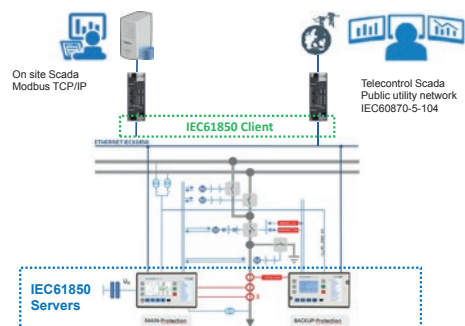 On site Scada
Modbus TCP/IP
Telecontrol Scada
Public utility network
IEC60870-5-104
IEC61850 Client
ETHERNET IEC61850
IEC61850
Servers
MAIN-Protection
BACKUP-Protection